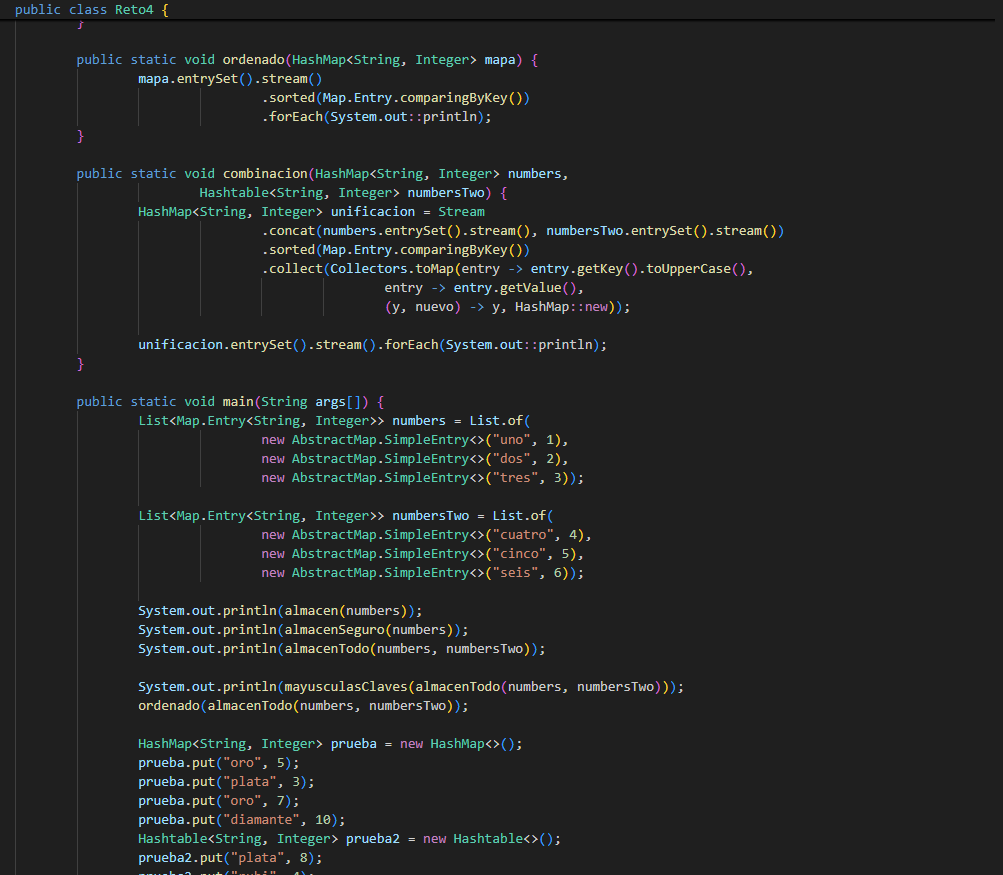 public class Reto4 {
}
public static void ordenado(HashMap<String, Integer> mapa) {
mapa.entrySet().stream()
.sorted(Map.Entry.comparingByKey())
.forEach(System.out::println);
}
public static void combinacion(HashMap<String, Integer> numbers,
Hashtable<String, Integer> numbersTwo) {
HashMap<String, Integer> unificacion = Stream
.concat(numbers.entrySet().stream(), numbersTwo.entrySet().stream())
.sorted(Map.Entry.comparingByKey())
.collect(Collectors.toMap(entry -> entry.getKey().toUpperCase(),
entry -> entry.getValue(),
(y, nuevo) -> y, HashMap::new));
unificacion.entrySet().stream().forEach(System.out::println);
}
public static void main(String args[]) {
List<Map.Entry<String, Integer>> numbers = List.of(
new AbstractMap.SimpleEntry<>("uno", 1),
new AbstractMap.SimpleEntry<>("dos", 2),
new AbstractMap.SimpleEntry<>("tres", 3));
List<Map.Entry<String, Integer>> numbersTwo = List.of(
new AbstractMap.SimpleEntry<>("cuatro", 4),
new AbstractMap.SimpleEntry<>("cinco", 5),
new AbstractMap.SimpleEntry<>("seis", 6));
System.out.println(almacen(numbers));
System.out.println(almacenSeguro(numbers));
System.out.println(almacenTodo(numbers, numbersTwo));
System.out.println(mayusculasClaves(almacenTodo(numbers, numbersTwo)));
ordenado(almacenTodo(numbers, numbersTwo));
HashMap<String, Integer> prueba = new HashMap<>();
prueba.put("oro", 5);
prueba.put("plata", 3);
prueba.put("oro", 7);
prueba.put("diamante", 10);
Hashtable<String, Integer> prueba2 = new Hashtable<>();
prueba2.put("plata", 8);